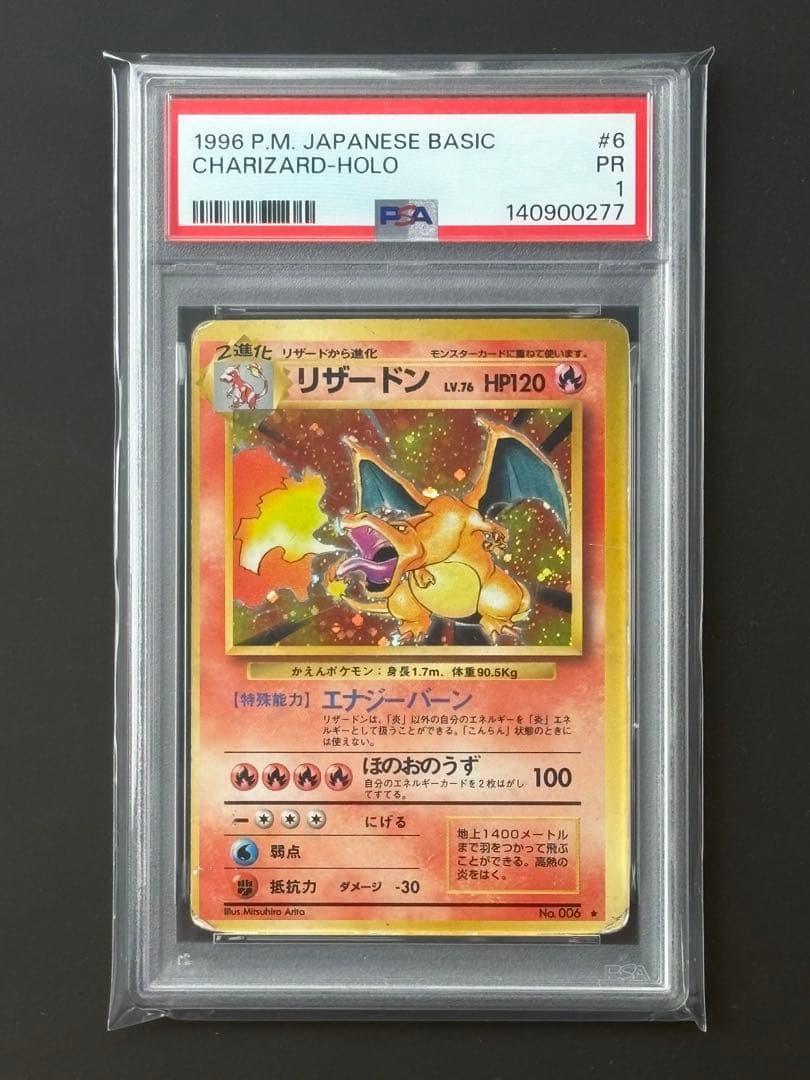 1996 P.M. JAPANESE BASIC #6
CHARIZARD-HOLO PR
1
PSA 140900277
2進化 リザードから進化 モンスターカードに重ねて使います。
リザードン LV.76 HP120
かえんポケモン：身長1.7m、体重90.5Kg
【特殊能力】エナジーバーン
リザードンは、「炎」以外の自分のエネルギーを「炎」エネ
ルギーとして扱うことができる。「こんらん」状態のときに
は使えない。
ほのおのうず 100
自分のエネルギーカードを2枚はがし
てすてる。
にげる
弱点
抵抗力 ダメージ -30
地上1400メートル
まで羽をつかって飛ぶ
ことができる。高熱の
炎をはく。
Illus.Mitsuhiro Arita No.006 ★
PSA